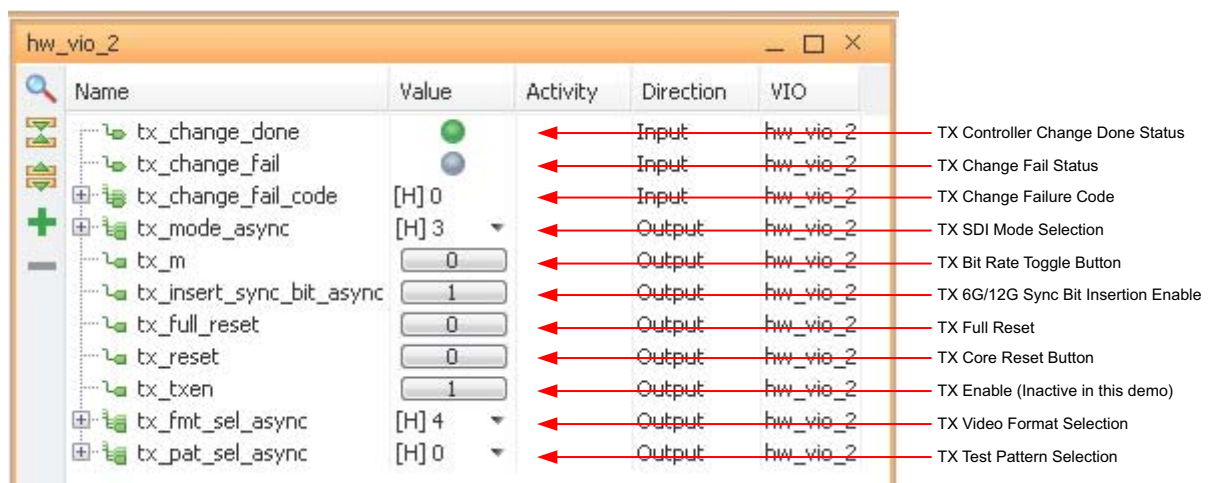 hw_vio_2
Name Value Activity Direction VIO
tx_change_done Input hw_vio_2 TX Controller Change Done Status
tx_change_fail Input hw_vio_2 TX Change Fail Status
tx_change_fail_code [H] 0 Input hw_vio_2 TX Change Failure Code
tx_mode_async [H] 3 Output hw_vio_2 TX SDI Mode Selection
tx_m 0 Output hw_vio_2 TX Bit Rate Toggle Button
tx_insert_sync_bit_async 1 Output hw_vio_2 TX 6G/12G Sync Bit Insertion Enable
tx_full_reset 0 Output hw_vio_2 TX Full Reset
tx_reset 0 Output hw_vio_2 TX Core Reset Button
tx_txen 1 Output hw_vio_2 TX Enable (Inactive in this demo)
tx_fmt_sel_async [H] 4 Output hw_vio_2 TX Video Format Selection
tx_pat_sel_async [H] 0 Output hw_vio_2 TX Test Pattern Selection